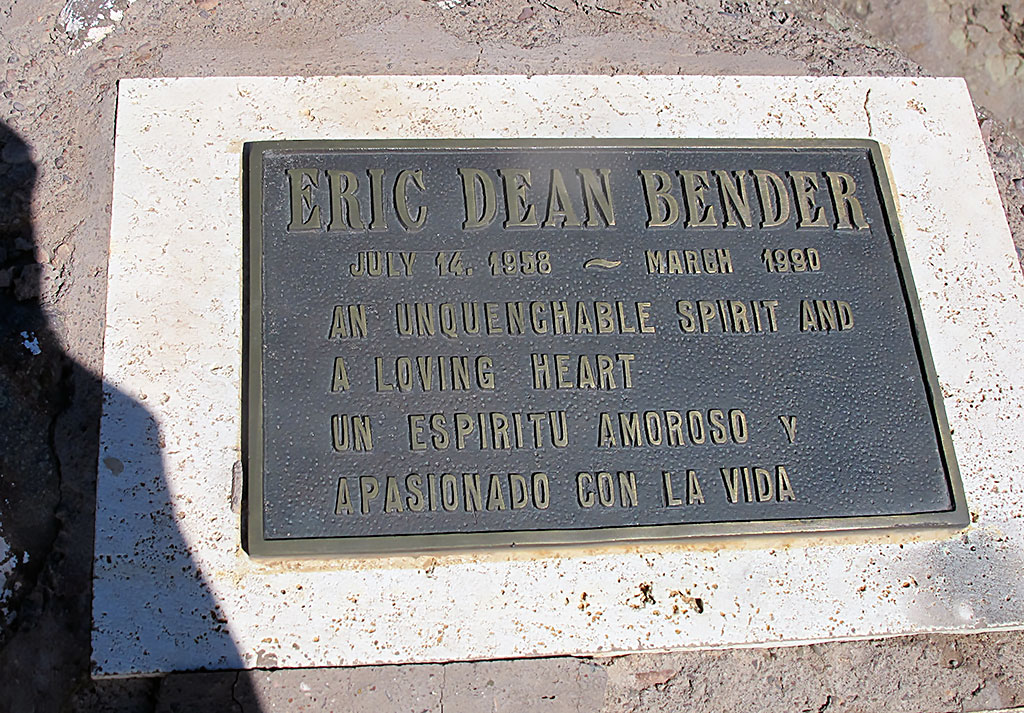 ERIC DEAN BENDER
JULY 14, 1958 ~ MARCH 1990
AN UNQUENCHABLE SPIRIT AND
A LOVING HEART
UN ESPIRITU AMOROSO Y
APASIONADO CON LA VIDA